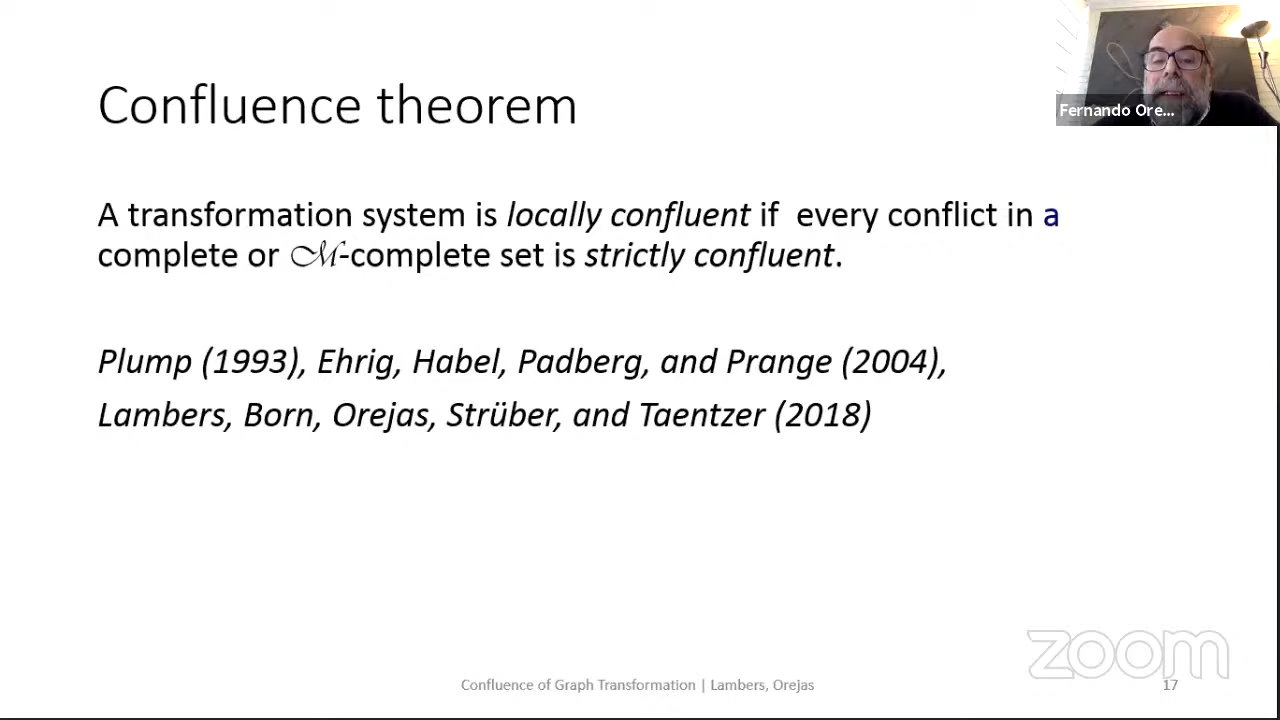 Confluence theorem
Fernando Ore...
A transformation system is locally confluent if every conflict in a
complete or ℳ-complete set is strictly confluent.
Plump (1993), Ehrig, Habel, Padberg, and Prange (2004),
Lambers, Born, Orejas, Strüber, and Taentzer (2018)
zoom
Confluence of Graph Transformation | Lambers, Orejas
17